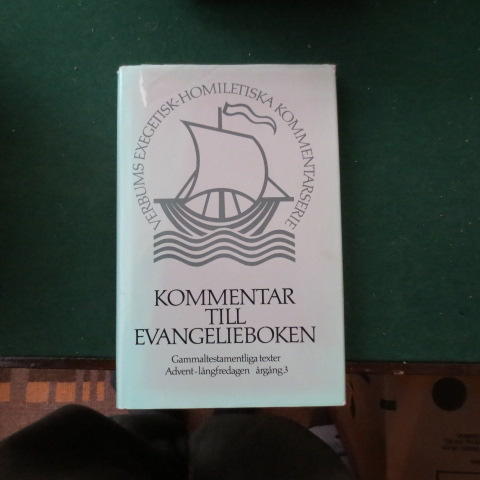 VERBUMS EXEGETISK-HOMILETISKA KOMMENTARSERIE
KOMMENTAR
TILL
EVANGELIEBOKEN
Gammaltestamentliga texter
Advent-långfredagen årgång 3